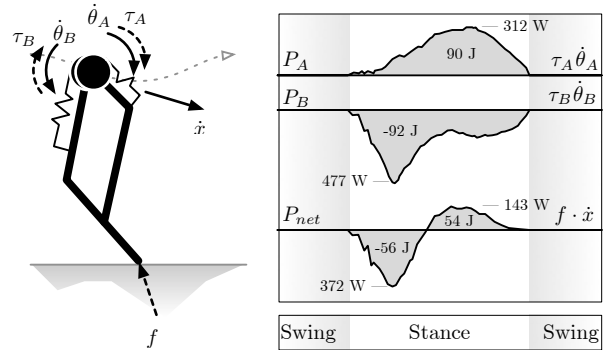 θ̇_A
τ_A
τ_B
θ̇_B
ẋ
f
312 W
P_A
90 J
τ_A θ̇_A
P_B
τ_B θ̇_B
-92 J
477 W
143 W
P_net
54 J
f · ẋ
-56 J
372 W
Swing
Stance
Swing